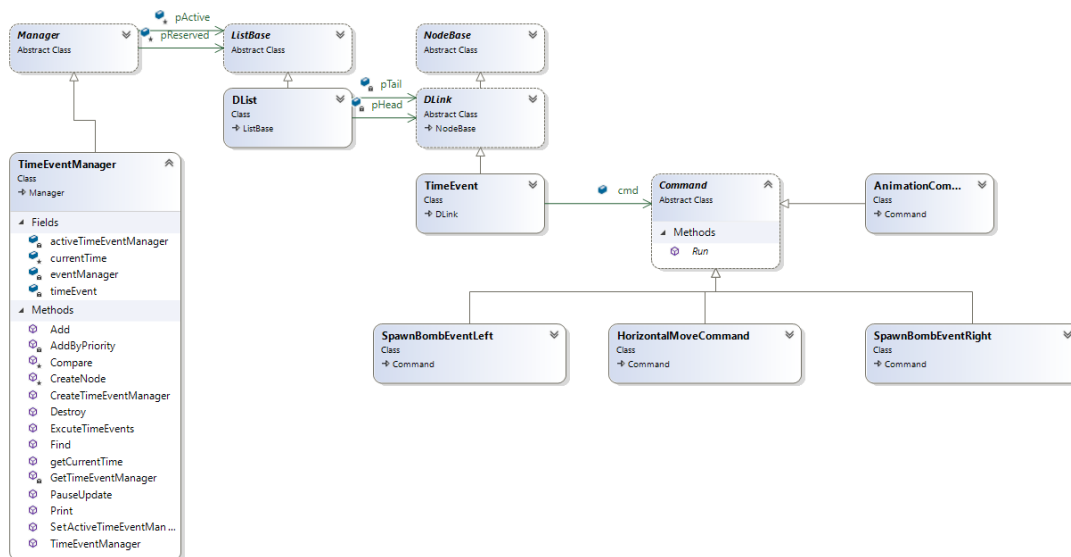 pActive
pReserved
Manager
Abstract Class
ListBase
Abstract Class
NodeBase
Abstract Class
pTail
pHead
DList
Class
ListBase
DLink
Abstract Class
NodeBase
TimeEventManager
Class
Manager
Fields
activeTimeEventManager
currentTime
eventManager
timeEvent
Methods
Add
AddByPriority
Compare
CreateNode
CreateTimeEventManager
Destroy
ExcuteTimeEvents
Find
getCurrentTime
GetTimeEventManager
PauseUpdate
Print
SetActiveTimeEventMan...
TimeEventManager
TimeEvent
Class
DLink
cmd
Command
Abstract Class
Methods
Run
AnimationCom...
Class
Command
SpawnBombEventLeft
Class
Command
HorizontalMoveCommand
Class
Command
SpawnBombEventRight
Class
Command